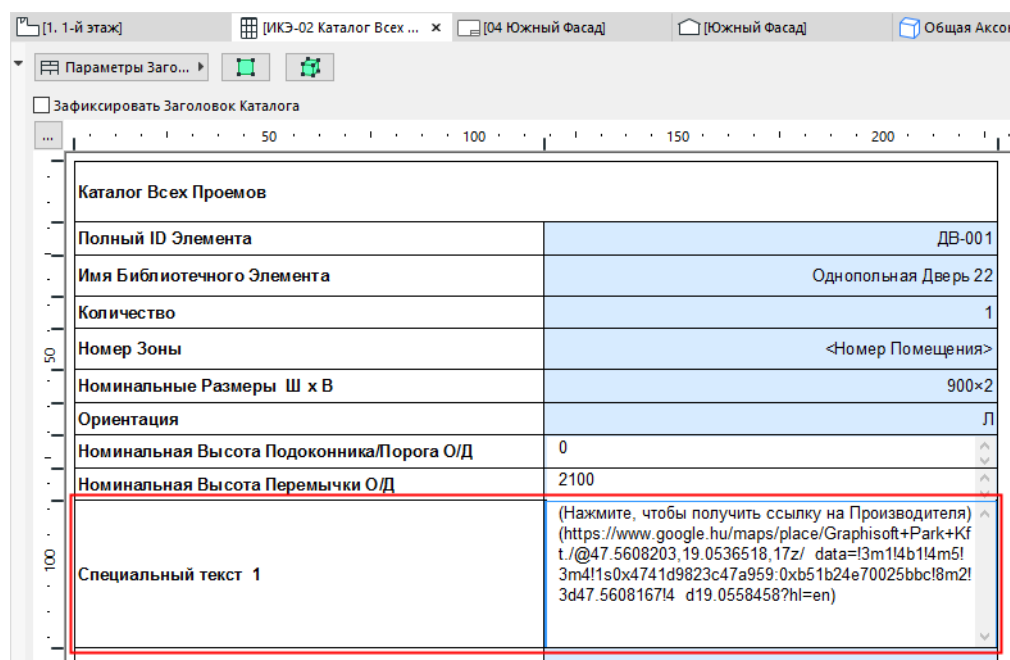 [1. 1-й этаж] [ИКЭ-02 Каталог Всех ... × [04 Южный Фасад] [Южный Фасад] Общая Аксо
Параметры Заго...
Зафиксировать Заголовок Каталога
... 50 100 150 200
Каталог Всех Проемов
Полный ID Элемента ДВ-001
Имя Библиотечного Элемента Однопольная Дверь 22
Количество 1
Номер Зоны <Номер Помещения>
50
Номинальные Размеры Ш x В 900×2
Ориентация Л
Номинальная Высота Подоконника/Порога О/Д 0
Номинальная Высота Перемычки О/Д 2100
100
Специальный текст 1
(Нажмите, чтобы получить ссылку на Производителя)
(https://www.google.hu/maps/place/Graphisoft+Park+Kf
t./@47.5608203,19.0536518,17z/ data=!3m1!4b1!4m5!
3m4!1s0x4741d9823c47a959:0xb51b24e70025bbc!8m2!
3d47.5608167!4 d19.0558458?hl=en)